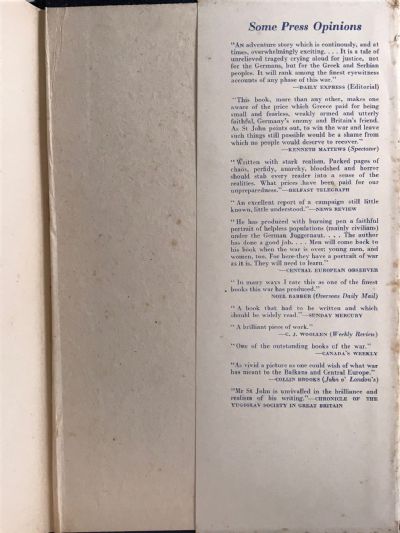 Some Press Opinions
"AN adventure story which is continously, and at
times, overwhelmingly exciting. . . . It is a tale of
unrelieved tragedy crying aloud for justice, not
for the Germans, but for the Greek and Serbian
peoples. It will rank among the finest eyewitness
accounts of any phase of this war."
—DAILY EXPRESS (Editorial)
"This book, more than any other, makes one
aware of the price which Greece paid for being
small and fearless, weakly armed and utterly
faithful, Germany's enemy and Britain's friend.
As St John points out, to win the war and leave
such things still possible would be a shame from
which no people would deserve to recover."
—KENNETH MATTEWS (Spectator)
"Written with stark realism. Packed pages of
chaos, perfidy, anarchy, bloodshed and horror
should stab every reader into a sense of the
realities. What prices have been paid for our
unpreparedness."—BELFAST TELEGRAPH
"An excellent report of a campaign still little
known, little understood."—NEWS REVIEW
"He has produced with burning pen a faithful
portrait of helpless populations (mainly civilians)
under the German Juggernaut. . . . The author
has done a good job. . . . Men will come back to
his book when the war is over, young men, and
women, too. For here they have a portrait of war
as it is. They will need to learn."
—CENTRAL EUROPEAN OBSERVER
"In many ways I rate this as one of the finest
books this war has produced."
NOEL BARBER (Overseas Daily Mail)
"A book that had to be written and which
should be widely read."—SUNDAY MERCURY
"A brilliant piece of work."
—C. J. WOOLLEN (Weekly Review)
"One of the outstanding books of the war."
—CANADA'S WEEKLY
"As vivid a picture as one could wish of what war
has meant to the Balkans and Central Europe."
—COLLIN BROOKS (John o' London's)
"Mr St John is unrivalled in the brilliance and
realism of his writing."—CHRONICLE OF THE
YUGOSLAV SOCIETY IN GREAT BRITAIN